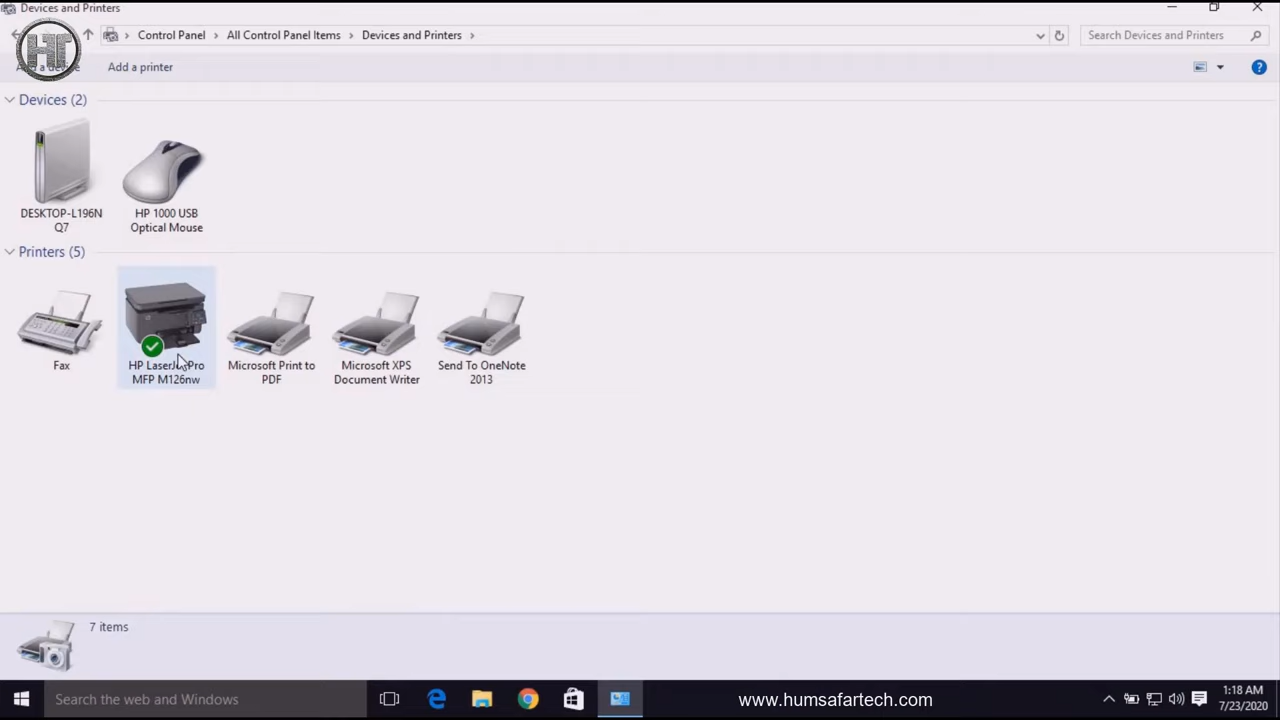 Devices and Printers
HT
Control Panel
All Control Panel Items
Devices and Printers
Search Devices and Printers
Add a device
Add a printer
Devices (2)
DESKTOP-L196N
Q7
HP 1000 USB
Optical Mouse
Printers (5)
Fax
HP LaserJet Pro
MFP M126nw
Microsoft Print to
PDF
Microsoft XPS
Document Writer
Send To OneNote
2013
7 items
Search the web and Windows
www.humsafartech.com
1:18 AM
7/23/2020